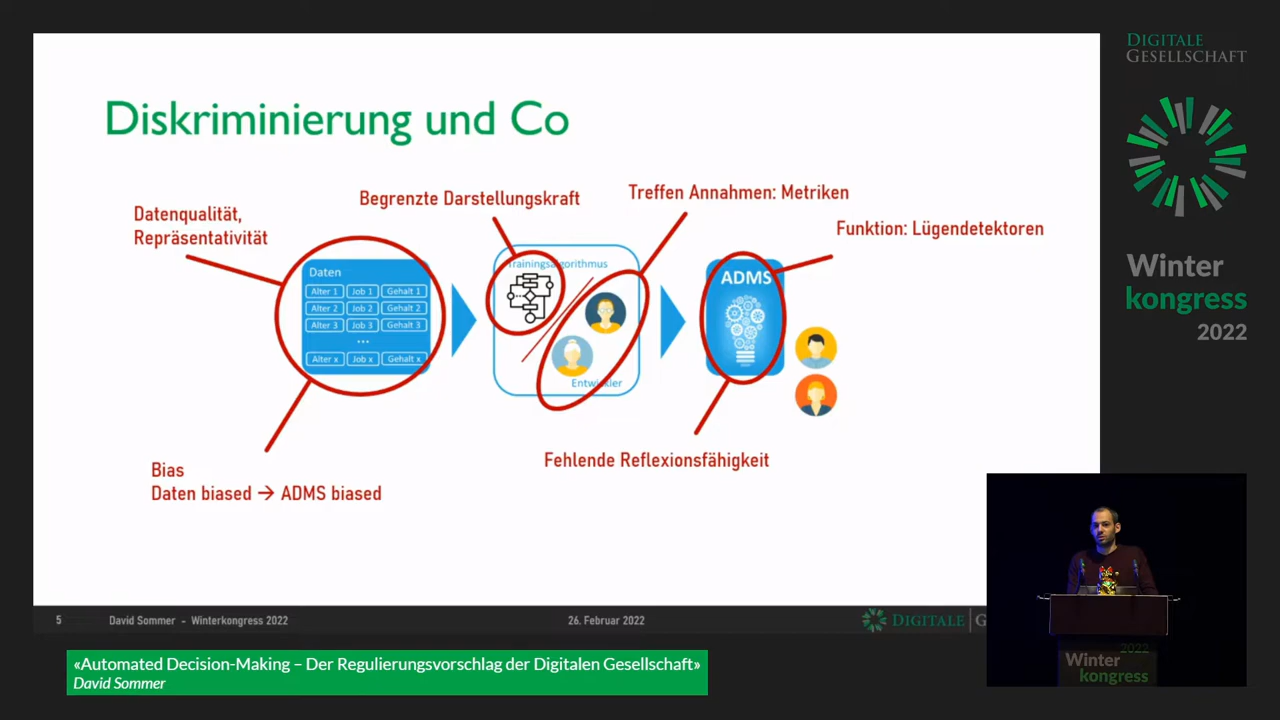 DIGITALE
GESELLSCHAFT
Winter
kongress
2022
Diskriminierung und Co
Datenqualität,
Repräsentativität
Begrenzte Darstellungskraft
Treffen Annahmen: Metriken
Funktion: Lügendetektoren
Daten
Alter 1 Job 1 Gehalt 1
Alter 2 Job 2 Gehalt 2
Alter 3 Job 3 Gehalt 3
...
Alter x Job x Gehalt x
Trainingsalgorithmus
Entwickler
ADMS
Fehlende Reflexionsfähigkeit
Bias
Daten biased → ADMS biased
5 David Sommer - Winterkongress 2022 26. Februar 2022 DIGITALE G
«Automated Decision-Making – Der Regulierungsvorschlag der Digitalen Gesellschaft»
David Sommer
2022
Winter
kongress